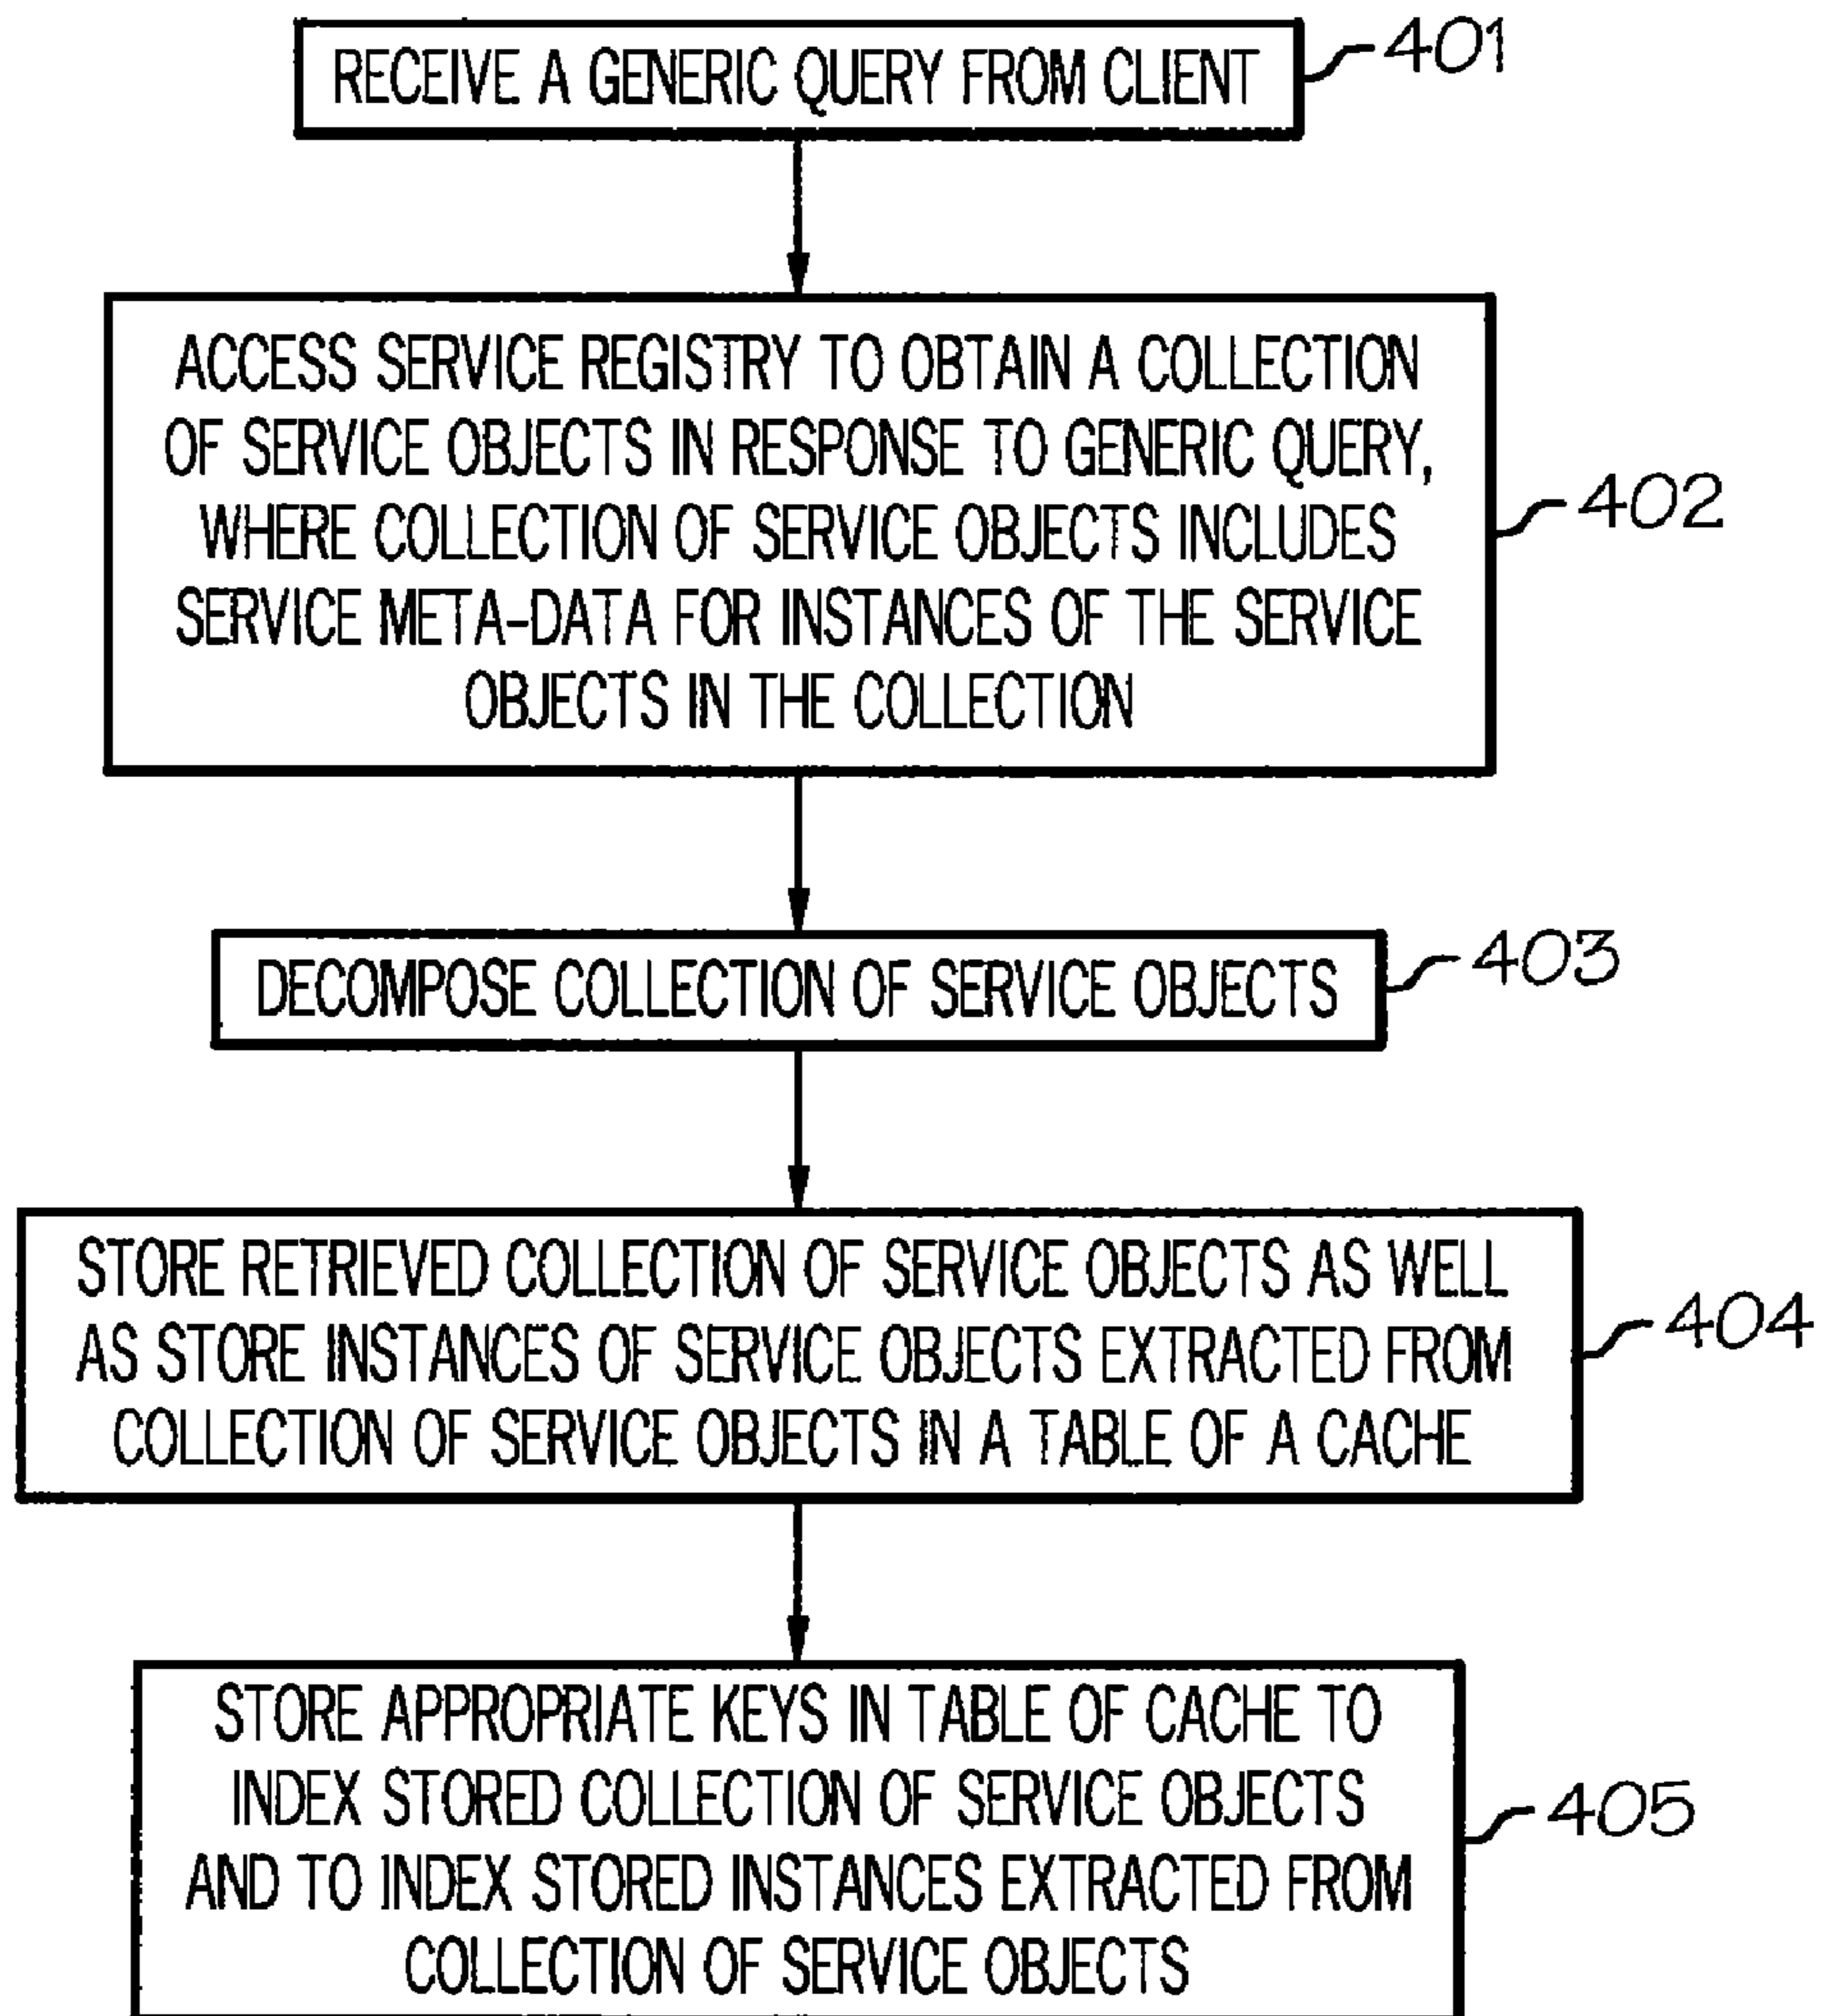 RECEIVE A GENERIC QUERY FROM CLIENT
401
ACCESS SERVICE REGISTRY TO OBTAIN A COLLECTION
OF SERVICE OBJECTS IN RESPONSE TO GENERIC QUERY,
WHERE COLLECTION OF SERVICE OBJECTS INCLUDES
SERVICE META-DATA FOR INSTANCES OF THE SERVICE
OBJECTS IN THE COLLECTION
402
DECOMPOSE COLLECTION OF SERVICE OBJECTS
403
STORE RETRIEVED COLLECTION OF SERVICE OBJECTS AS WELL
AS STORE INSTANCES OF SERVICE OBJECTS EXTRACTED FROM
COLLECTION OF SERVICE OBJECTS IN A TABLE OF A CACHE
404
STORE APPROPRIATE KEYS IN TABLE OF CACHE TO
INDEX STORED COLLECTION OF SERVICE OBJECTS
AND TO INDEX STORED INSTANCES EXTRACTED FROM
COLLECTION OF SERVICE OBJECTS
405